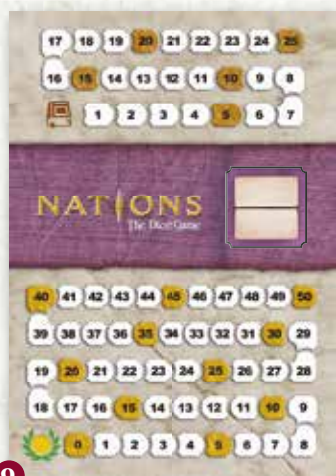 17 18 19 20 21 22 23 24 25
16 15 14 13 12 11 10 9 8
1 2 3 4 5 6 7
NATIONS
The Dice Game
40 41 42 43 44 45 46 47 48 49 50
39 38 37 36 35 34 33 32 31 30 29
19 20 21 22 23 24 25 26 27 28
18 17 16 15 14 13 12 11 10 9
0 1 2 3 4 5 6 7 8
9